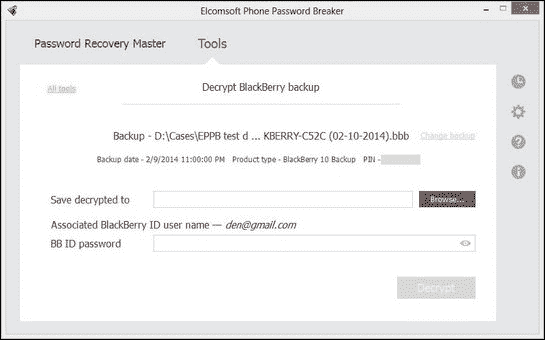 Elcomsoft Phone Password Breaker
Password Recovery Master Tools
All tools
Decrypt BlackBerry backup
Backup - D:\Cases\EPPB test d ... KBERRY-C52C (02-10-2014).bbb Change backup
Backup date - 2/9/2014 11:00:00 PM Product type - BlackBerry 10 Backup PIN -
Save decrypted to Browse...
Associated BlackBerry ID user name — den@gmail.com
BB ID password
Decrypt